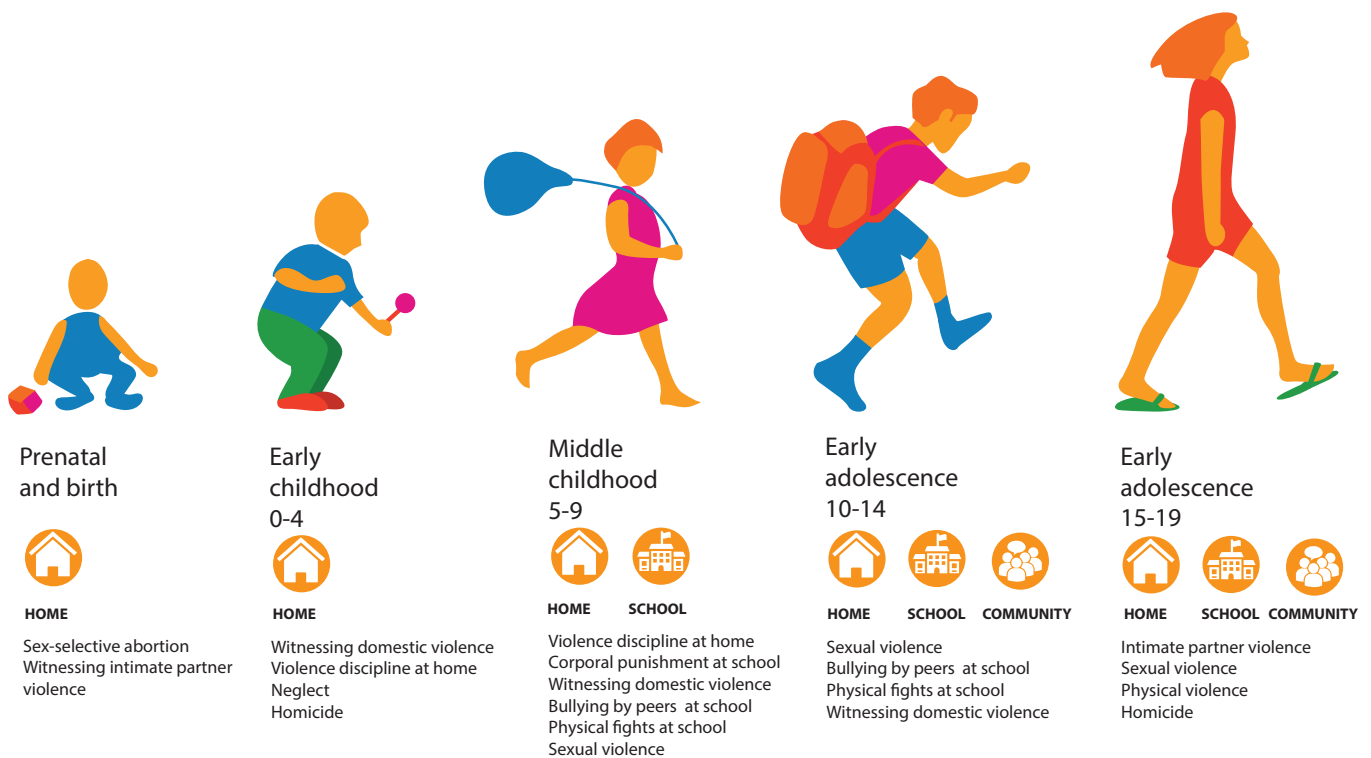 Prenatal
and birth
HOME
Sex-selective abortion
Witnessing intimate partner
violence
Early
childhood
0-4
HOME
Witnessing domestic violence
Violence discipline at home
Neglect
Homicide
Middle
childhood
5-9
HOME SCHOOL
Violence discipline at home
Corporal punishment at school
Witnessing domestic violence
Bullying by peers at school
Physical fights at school
Sexual violence
Early
adolescence
10-14
HOME SCHOOL COMMUNITY
Sexual violence
Bullying by peers at school
Physical fights at school
Witnessing domestic violence
Early
adolescence
15-19
HOME SCHOOL COMMUNITY
Intimate partner violence
Sexual violence
Physical violence
Homicide